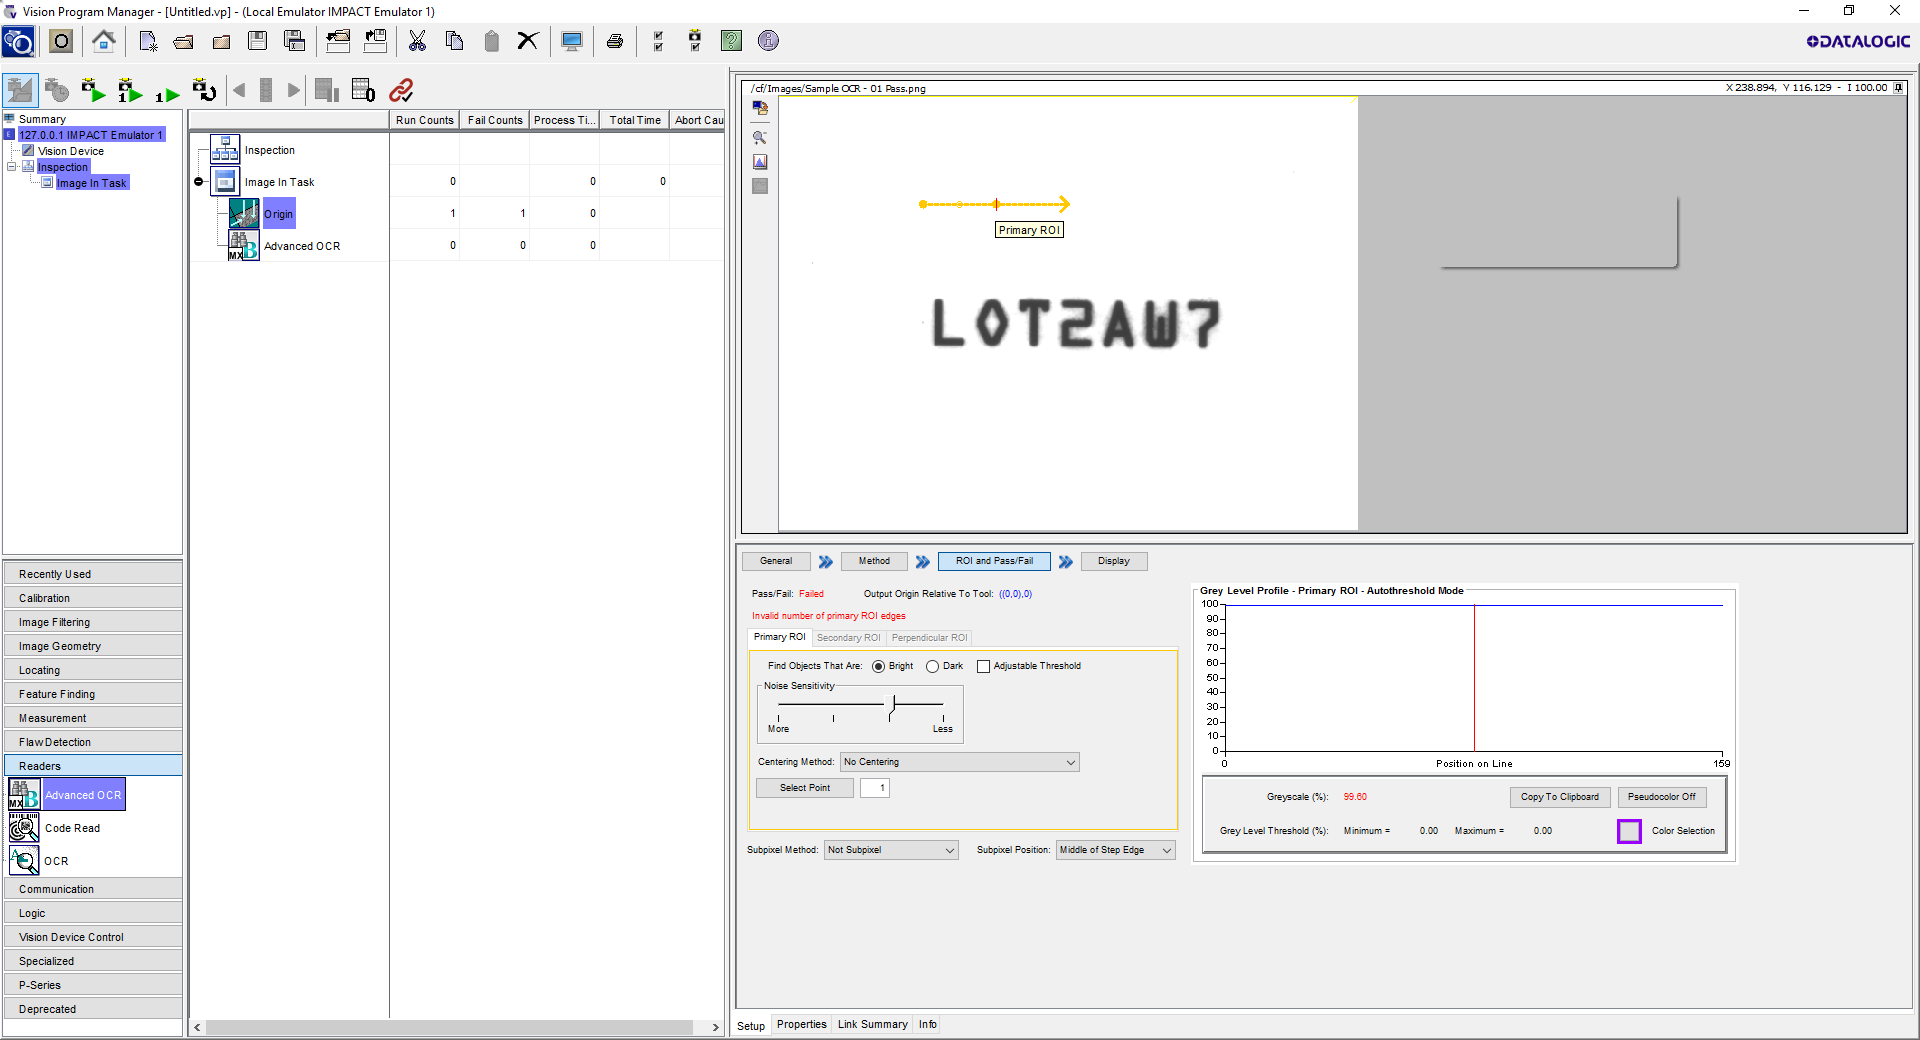 Vision Program Manager - [Untitled.vp] - (Local Emulator IMPACT Emulator 1)
DATALOGIC
Summary
127.0.0.1 IMPACT Emulator 1
Vision Device
Inspection
Image In Task
Run Counts Fail Counts Process Ti... Total Time Abort Cau
Inspection
Image In Task 0 0 0
Origin 1 1 0
Advanced OCR 0 0 0
/cf/Images/Sample OCR - 01 Pass.png
X 238.894, Y 116.129 - I 100.00
Primary ROI
LOT2AW7
Recently Used
Calibration
Image Filtering
Image Geometry
Locating
Feature Finding
Measurement
Flaw Detection
Readers
Advanced OCR
Code Read
OCR
Communication
Logic
Vision Device Control
Specialized
P-Series
Deprecated
General Method ROI and Pass/Fail Display
Pass/Fail: Failed Output Origin Relative To Tool: ((0,0),0)
Invalid number of primary ROI edges
Primary ROI Secondary ROI Perpendicular ROI
Find Objects That Are: Bright Dark Adjustable Threshold
Noise Sensitivity
More Less
Centering Method: No Centering
Select Point 1
Subpixel Method: Not Subpixel Subpixel Position: Middle of Step Edge
Grey Level Profile - Primary ROI - Autothreshold Mode
100
90
80
70
60
50
40
30
20
10
0
0 Position on Line 159
Greyscale (%): 99.60 Copy To Clipboard Pseudocolor Off
Grey Level Threshold (%): Minimum = 0.00 Maximum = 0.00 Color Selection
Setup Properties Link Summary Info